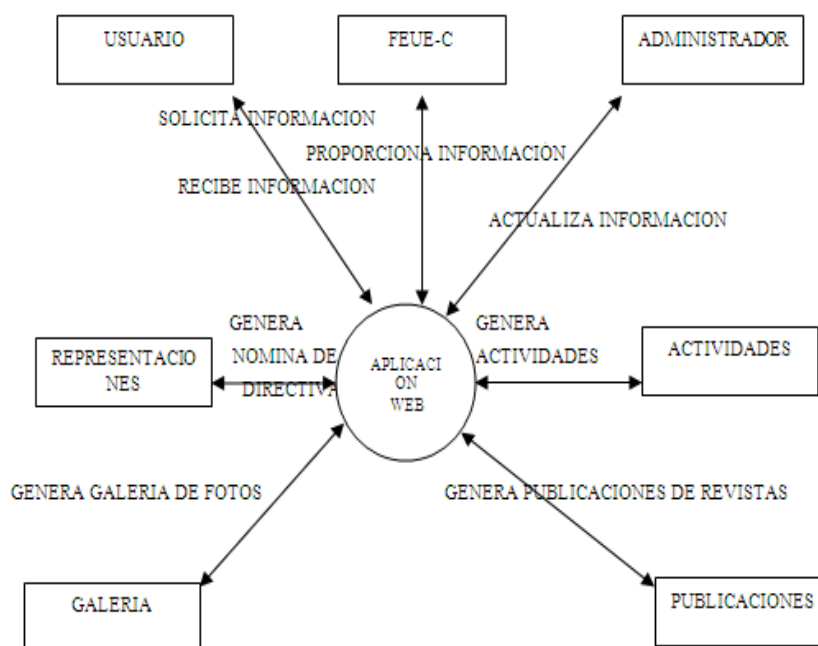 USUARIO
FEUE-C
ADMINISTRADOR
SOLICITA INFORMACION
PROPORCIONA INFORMACION
RECIBE INFORMACION
ACTUALIZA INFORMACION
GENERA
NOMINA DE
DIRECTIVA
GENERA
ACTIVIDADES
REPRESENTACIO
NES
APLICACI
ON
WEB
ACTIVIDADES
GENERA GALERIA DE FOTOS
GENERA PUBLICACIONES DE REVISTAS
GALERIA
PUBLICACIONES